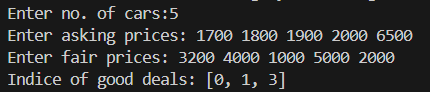 Enter no. of cars:5
Enter asking prices: 1700 1800 1900 2000 6500
Enter fair prices: 3200 4000 1000 5000 2000
Indice of good deals: [0, 1, 3]